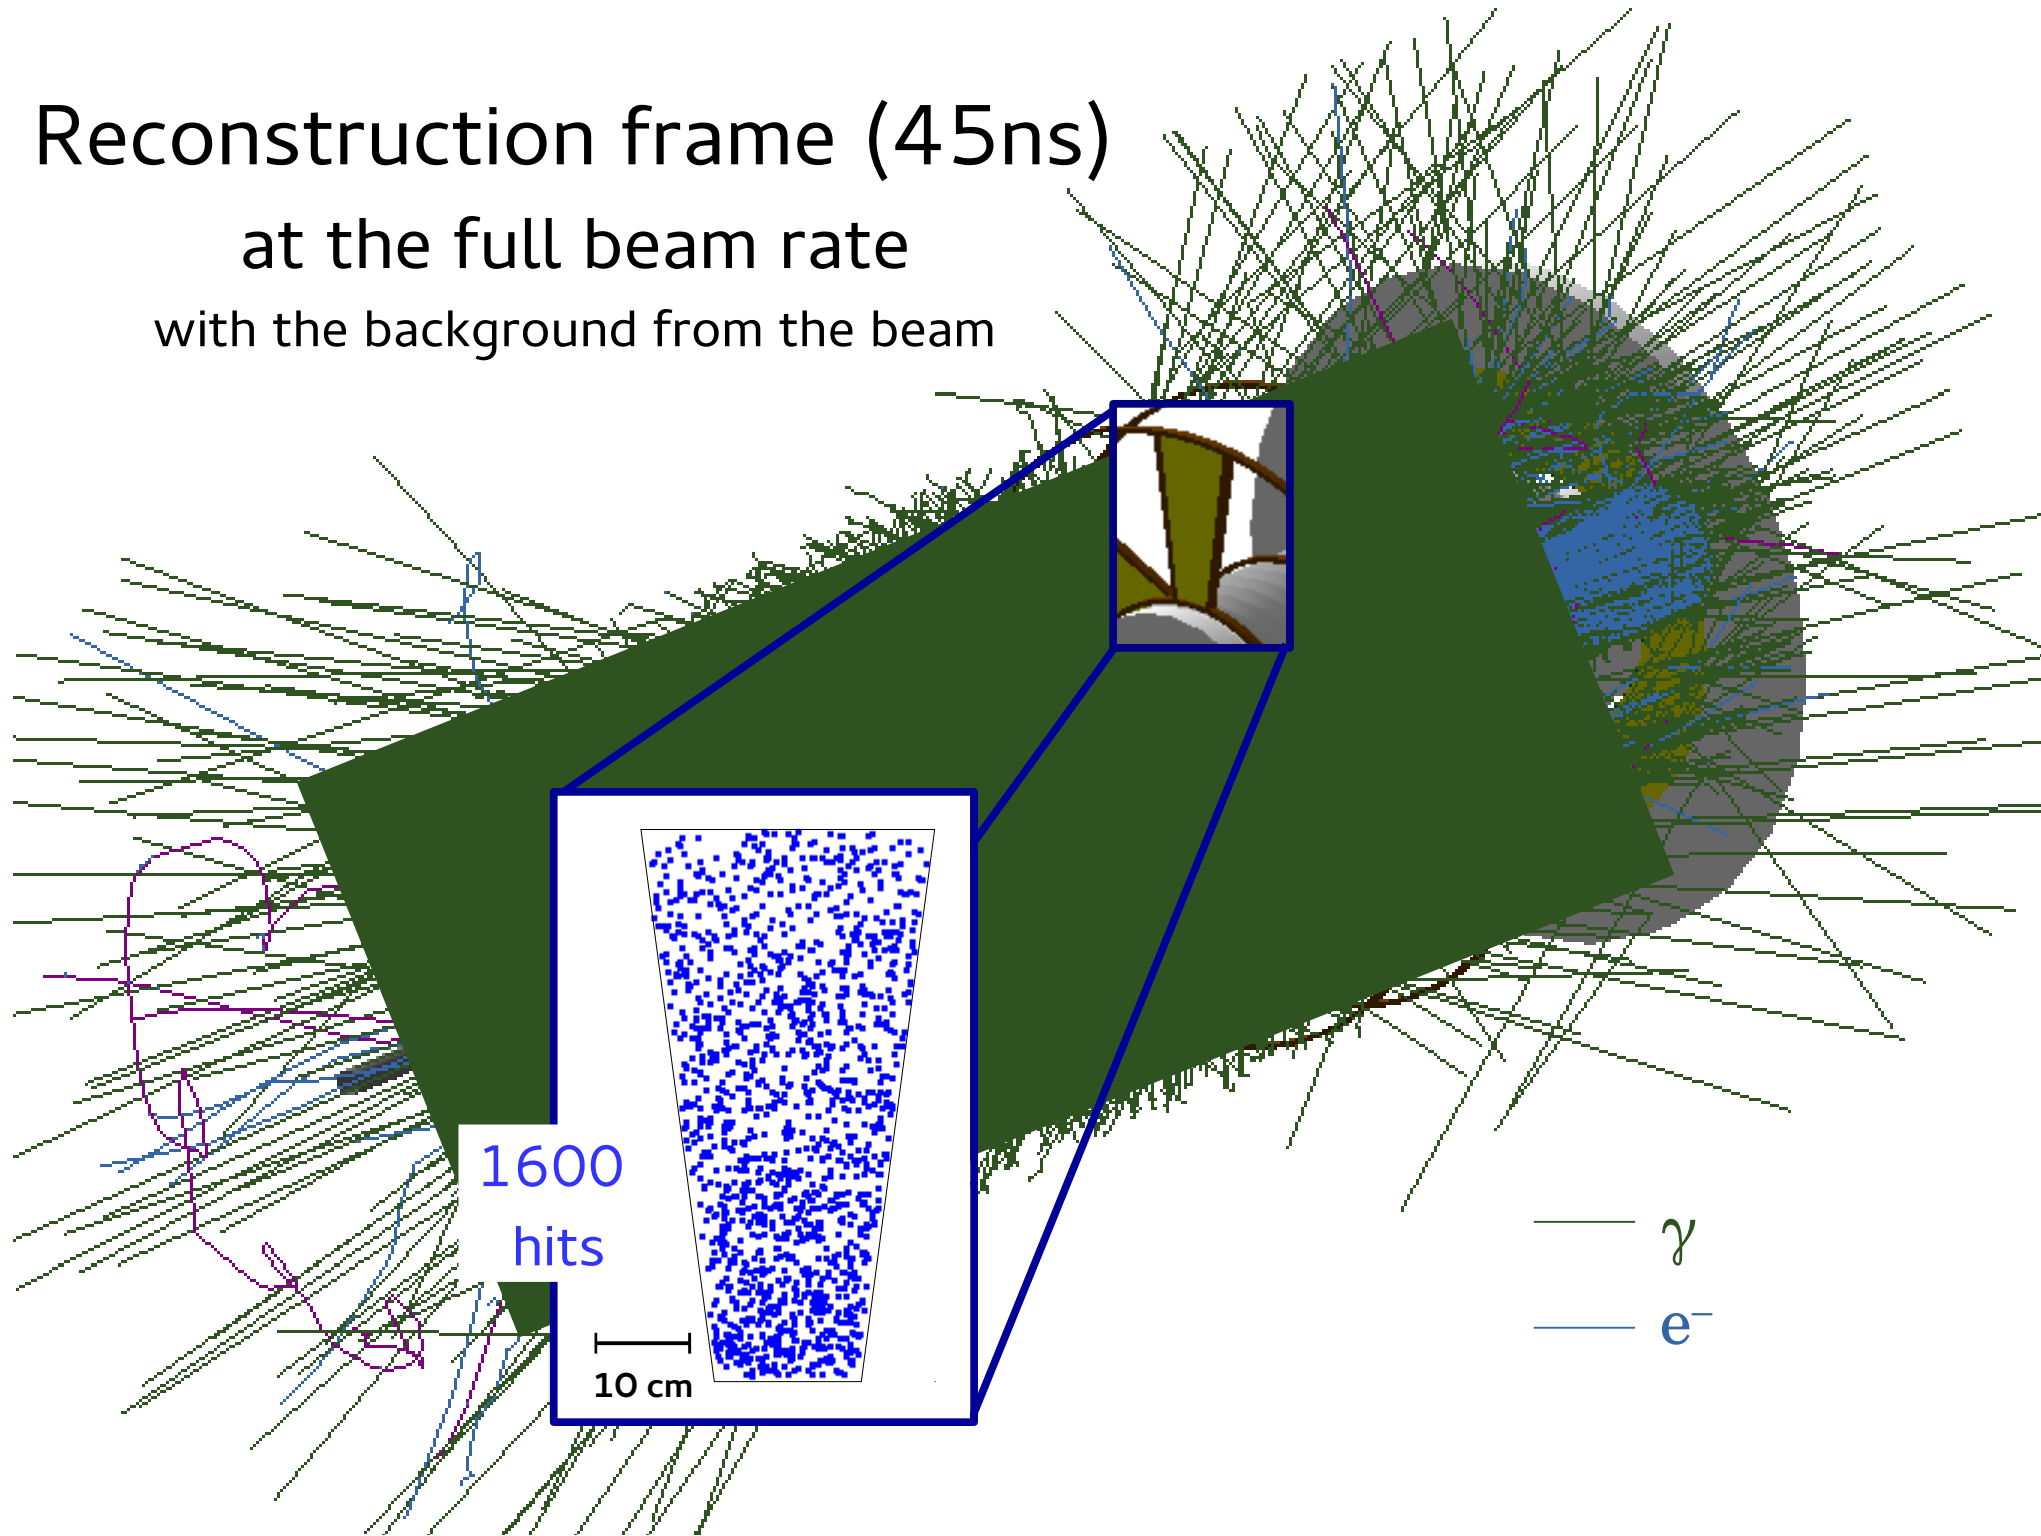 Reconstruction frame (45ns)
at the full beam rate
with the background from the beam
1600
hits
10 cm
γ
e⁻